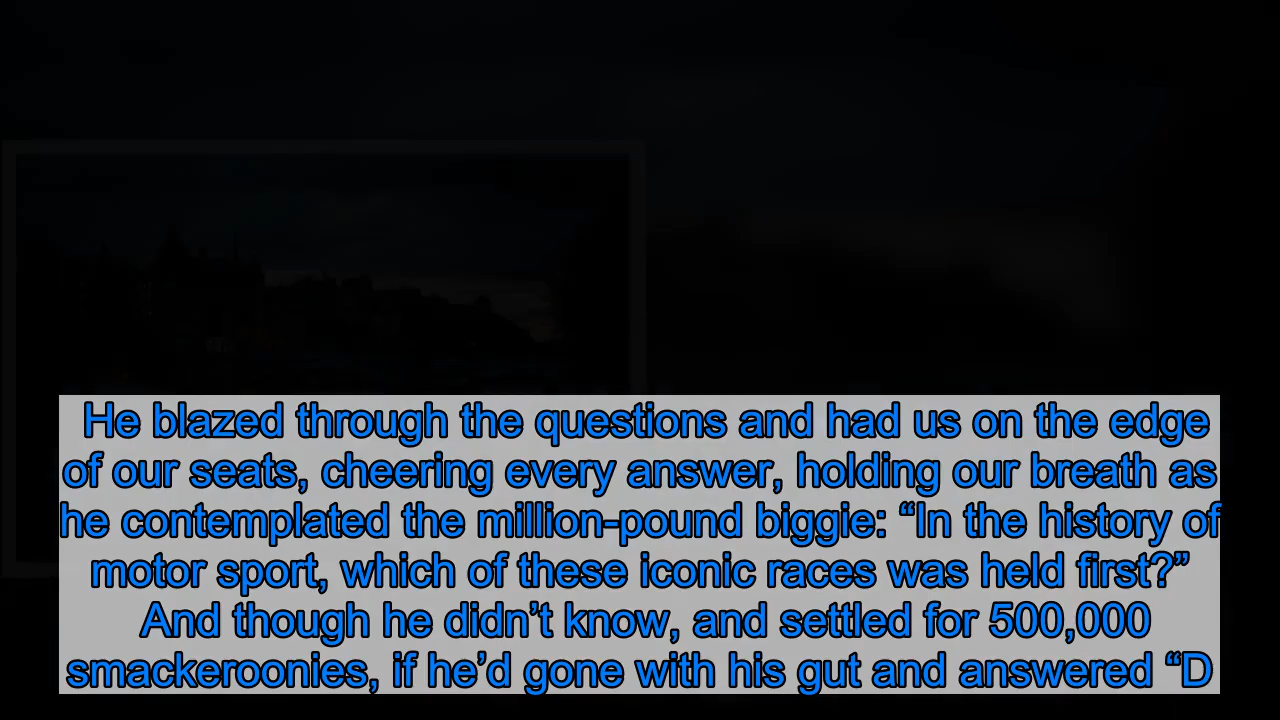 He blazed through the questions and had us on the edge
of our seats, cheering every answer, holding our breath as
he contemplated the million-pound biggie: “In the history of
motor sport, which of these iconic races was held first?”
And though he didn’t know, and settled for 500,000
smackeroonies, if he’d gone with his gut and answered “D